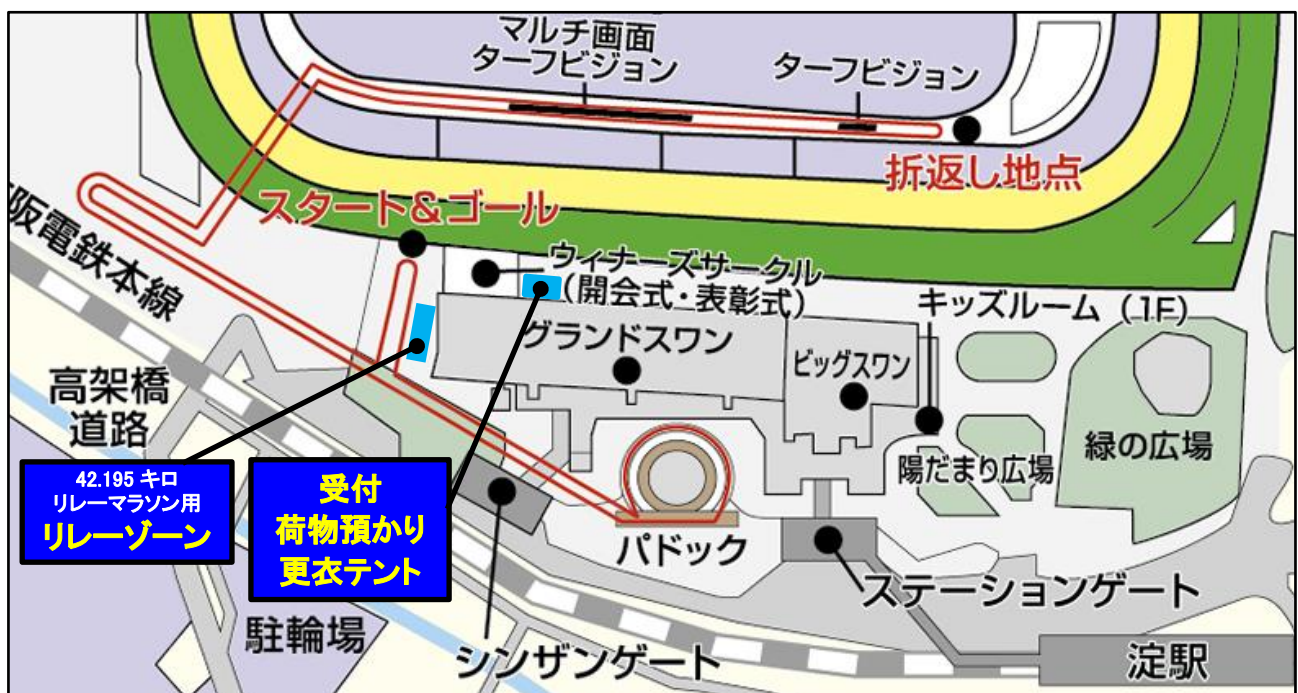 マルチ画面
ターフビジョン
ターフビジョン
折返し地点
スタート&ゴール
阪電鉄本線
ウィナーズサークル
(開会式・表彰式)
キッズルーム (1F)
グランドスワン
ビッグスワン
高架橋
道路
緑の広場
陽だまり広場
42.195 キロ
リレーマラソン用
リレーゾーン
受付
荷物預かり
更衣テント
パドック
ステーションゲート
駐輪場
シンザンゲート
淀駅